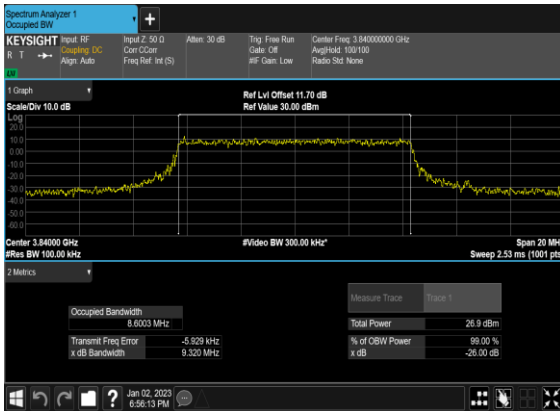 Spectrum Analyzer 1
Occupied BW
KEYSIGHT
R T
LW
Input: RF
Coupling: DC
Align: Auto
Input Z: 50 Ω
Corr CCorr
Freq Ref: Int (S)
Atten: 30 dB
Trig: Free Run
Gate: Off
#IF Gain: Low
Center Freq: 3.840000000 GHz
Avg|Hold: 100/100
Radio Std: None
1 Graph
Scale/Div 10.0 dB
Ref Lvl Offset 11.70 dB
Ref Value 30.00 dBm
Log
20.0
10.0
0.00
-10.0
-20.0
-30.0
-40.0
-50.0
-60.0
Center 3.84000 GHz
#Res BW 100.00 kHz
#Video BW 300.00 kHz*
Span 20 MH
Sweep 2.53 ms (1001 pts
2 Metrics
Measure Trace
Trace 1
Occupied Bandwidth
8.6003 MHz
Total Power
26.9 dBm
Transmit Freq Error
-5.929 kHz
% of OBW Power
99.00 %
x dB Bandwidth
9.320 MHz
x dB
-26.00 dB
?
Jan 02, 2023
6:56:13 PM